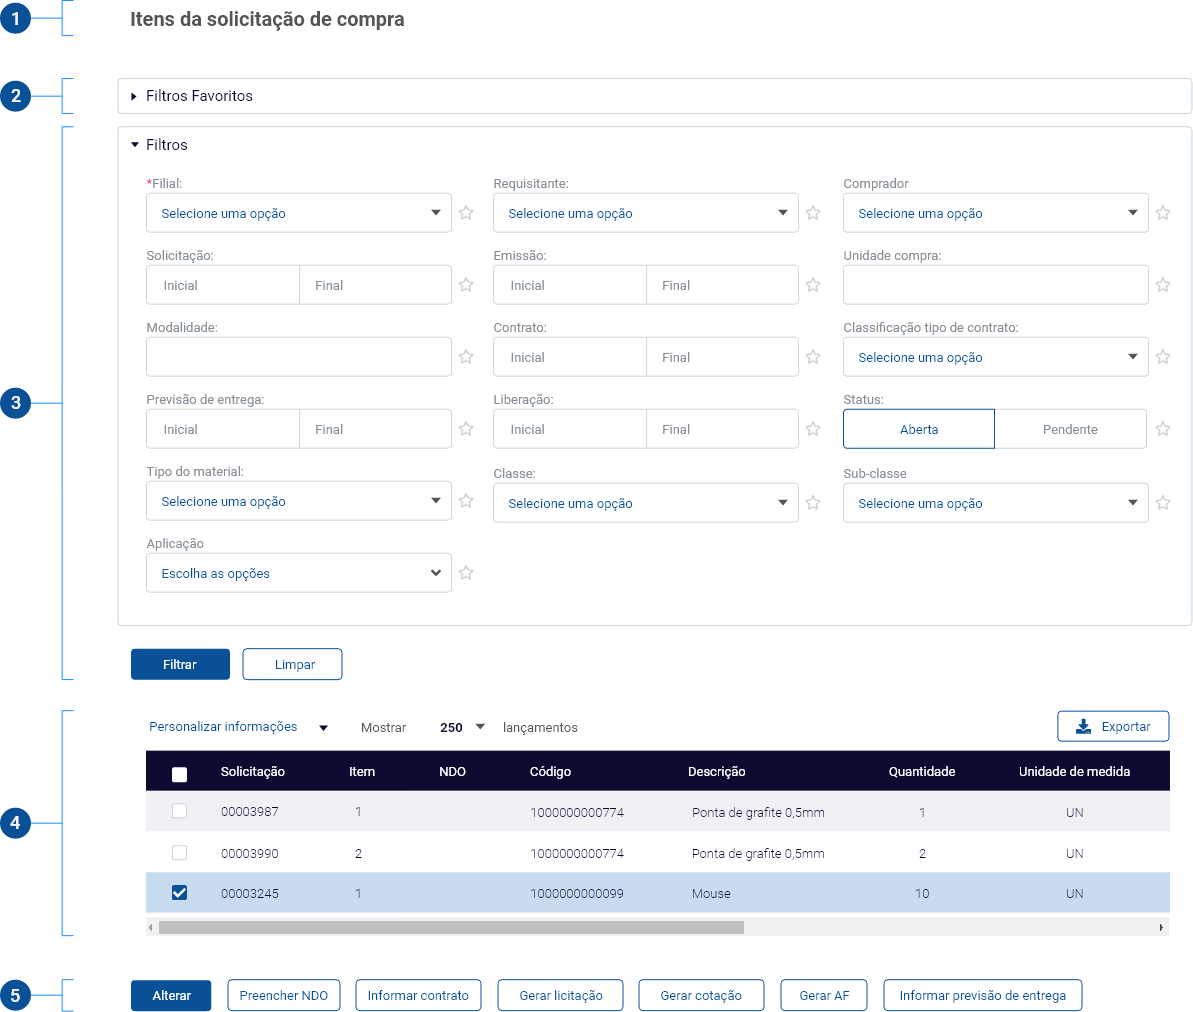 1
Itens da solicitação de compra
2
Filtros Favoritos
3
Filtros
*Filial: Requisitante: Comprador
Selecione uma opção Selecione uma opção Selecione uma opção
Solicitação: Emissão: Unidade compra:
Inicial Final Inicial Final
Modalidade: Contrato: Classificação tipo de contrato:
Inicial Final Selecione uma opção
Previsão de entrega: Liberação: Status:
Inicial Final Inicial Final Aberta Pendente
Tipo do material: Classe: Sub-classe
Selecione uma opção Selecione uma opção Selecione uma opção
Aplicação
Escolha as opções
Filtrar Limpar
4
Personalizar informações Mostrar 250 lançamentos Exportar
Solicitação Item NDO Código Descrição Quantidade Unidade de medida
00003987 1 1000000000774 Ponta de grafite 0,5mm 1 UN
00003990 2 1000000000774 Ponta de grafite 0,5mm 2 UN
00003245 1 1000000000099 Mouse 10 UN
5
Alterar Preencher NDO Informar contrato Gerar licitação Gerar cotação Gerar AF Informar previsão de entrega